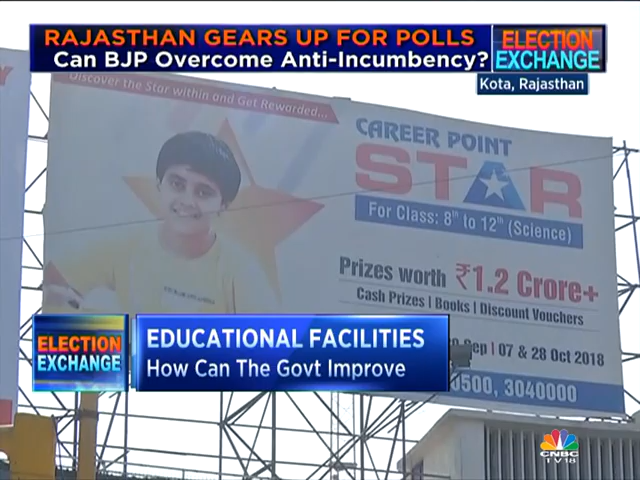 RAJASTHAN GEARS UP FOR POLLS
Can BJP Overcome Anti-Incumbency?
ELECTION
EXCHANGE
Kota, Rajasthan
Discover the Star within and Get Rewarded...
CAREER POINT
STAR
For Class: 8th to 12th (Science)
Prizes worth ₹1.2 Crore+
Cash Prizes | Books | Discount Vouchers
Sep | 07 & 28 Oct 2018
0500, 3040000
ELECTION
EXCHANGE
EDUCATIONAL FACILITIES
How Can The Govt Improve
CNBC
TV18